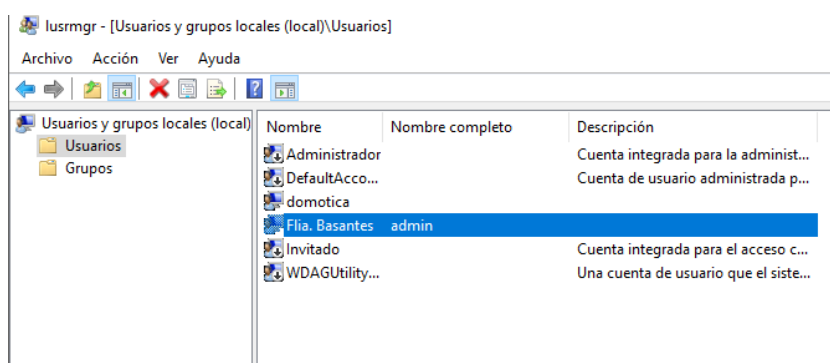 lusrmgr - [Usuarios y grupos locales (local)\Usuarios]
Archivo Acción Ver Ayuda
Usuarios y grupos locales (local)
Usuarios
Grupos
Nombre Nombre completo Descripción
Administrador Cuenta integrada para la administ...
DefaultAcco... Cuenta de usuario administrada p...
domotica
Flia. Basantes admin
Invitado Cuenta integrada para el acceso c...
WDAGUtility... Una cuenta de usuario que el siste...